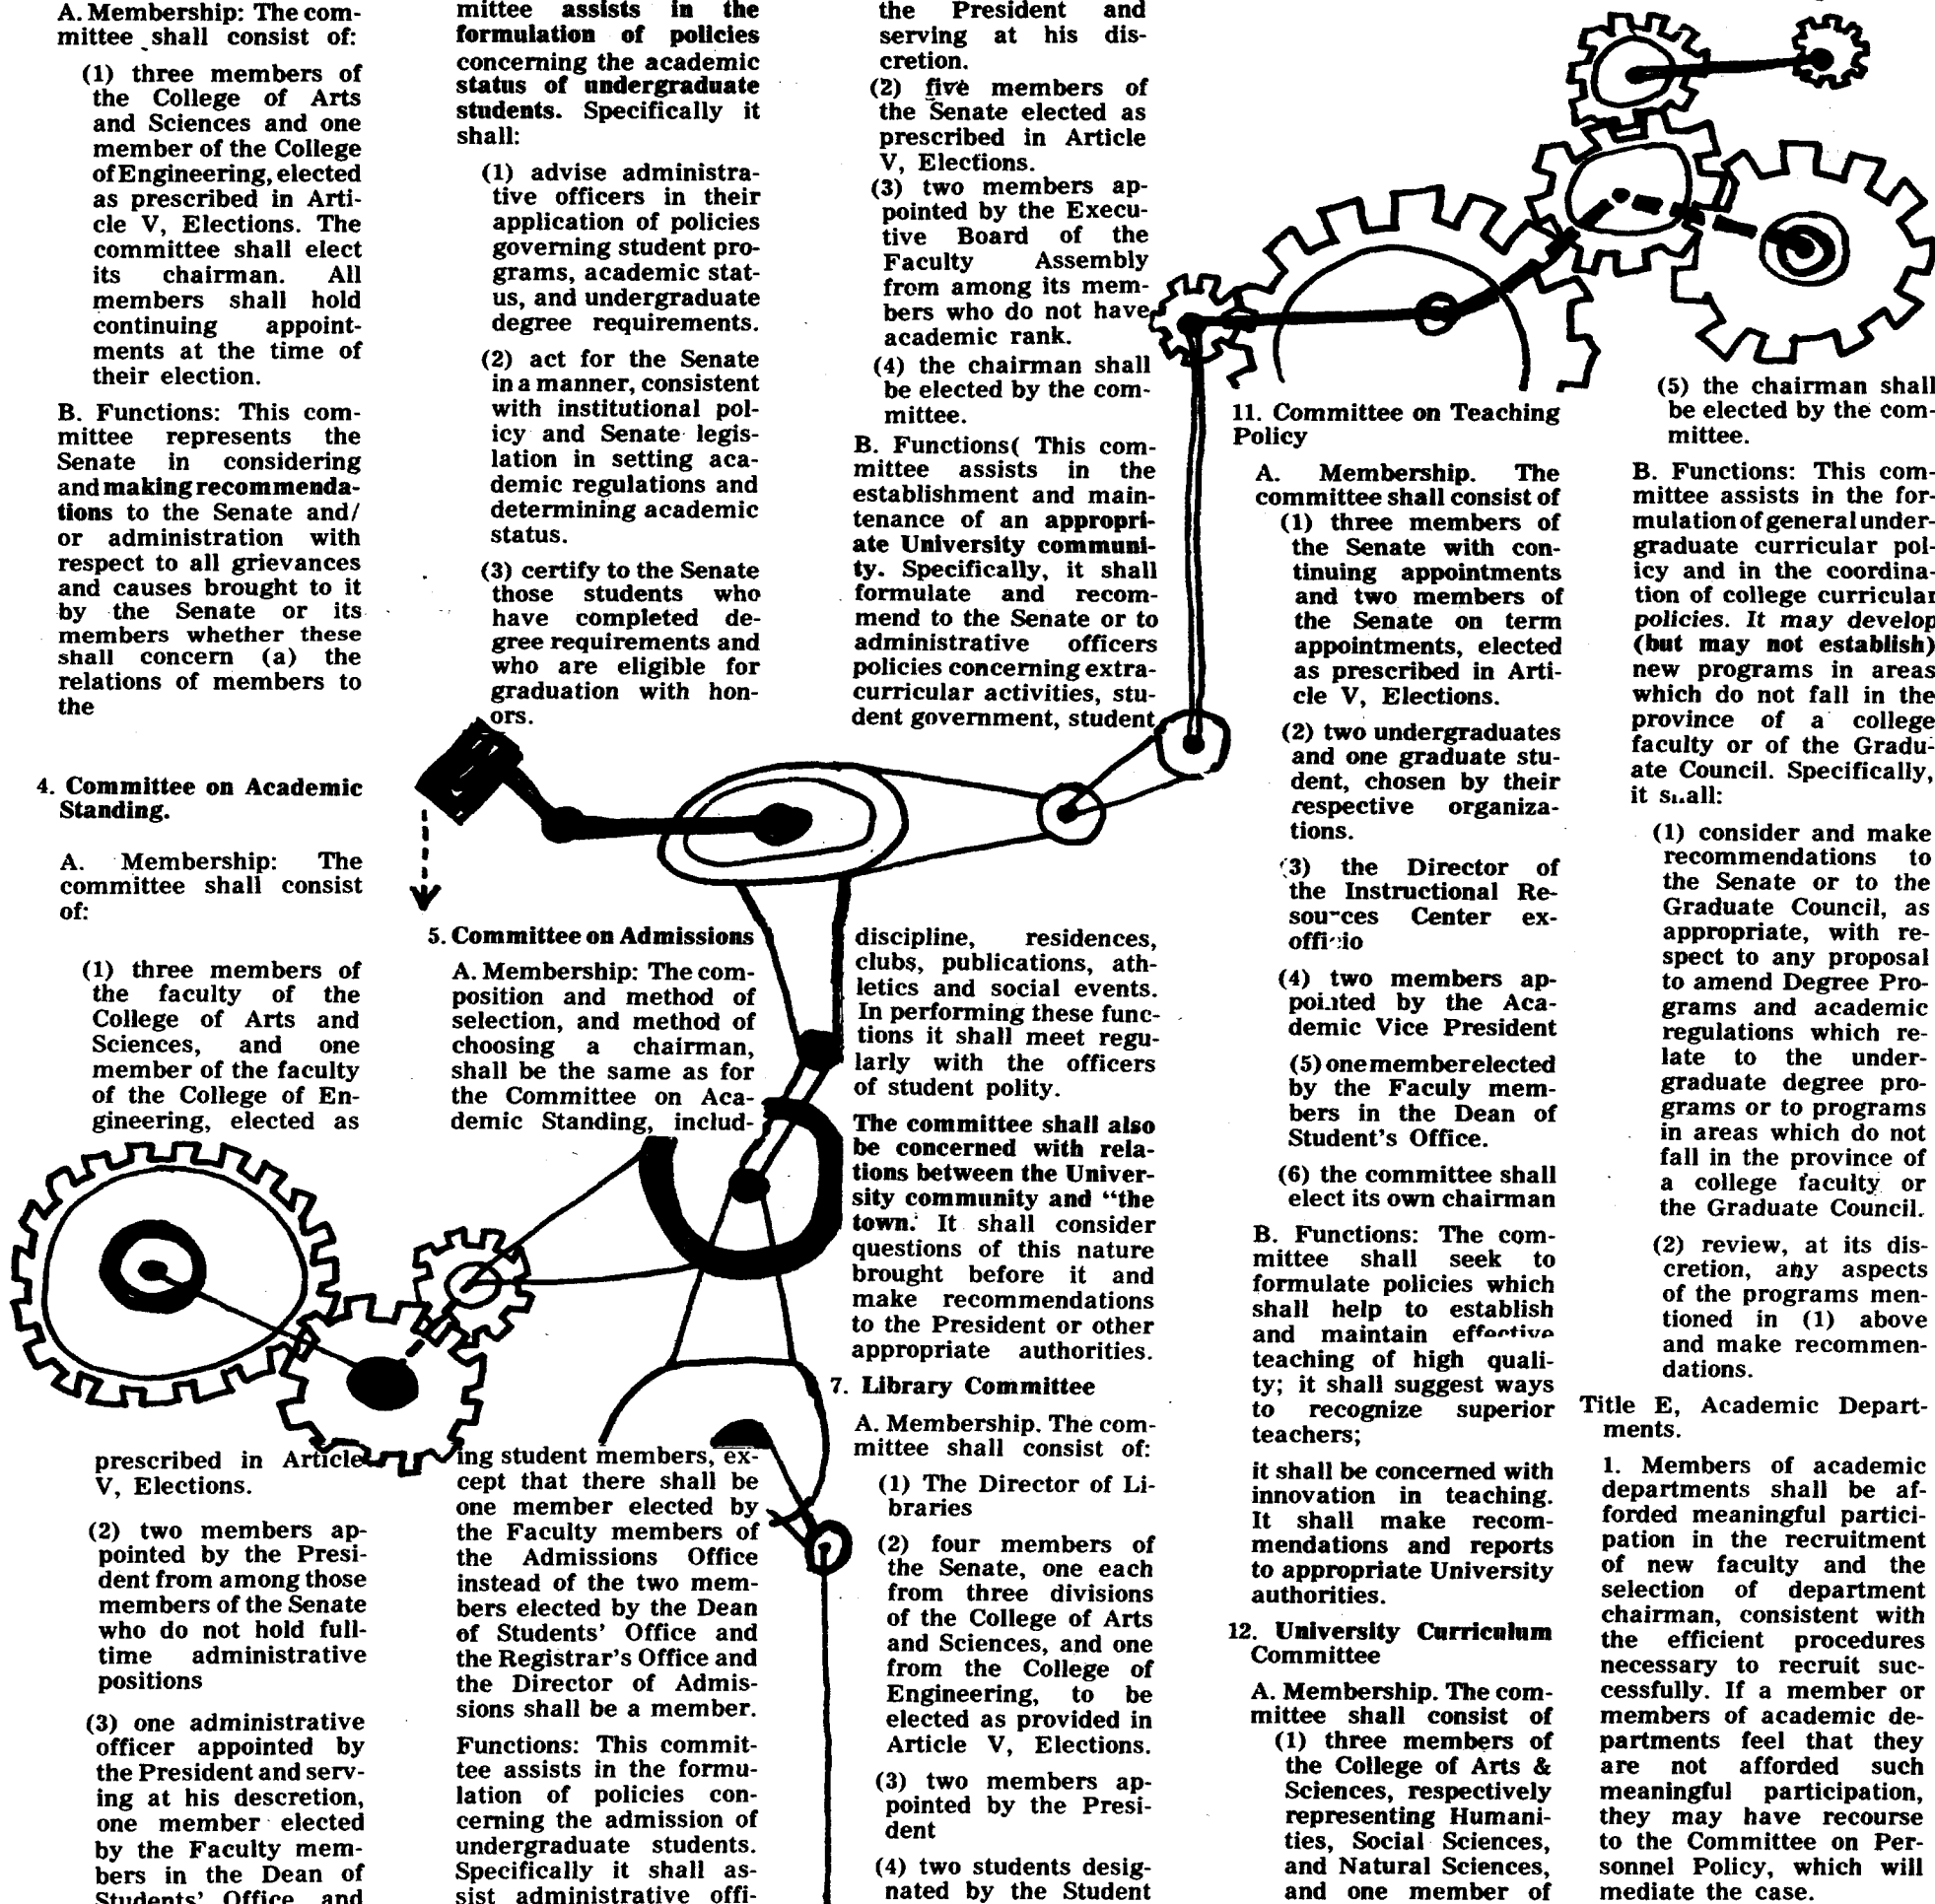 A. Membership: The com-
mittee shall consist of:
(1) three members of
the College of Arts
and Sciences and one
member of the College
of Engineering, elected
as prescribed in Arti-
cle V, Elections. The
committee shall elect
its chairman. All
members shall hold
continuing appoint-
ments at the time of
their election.
B. Functions: This com-
mittee represents the
Senate in considering
and making recommenda-
tions to the Senate and/
or administration with
respect to all grievances
and causes brought to it
by the Senate or its
members whether these
shall concern (a) the
relations of members to
the
4. Committee on Academic
Standing.
A. Membership: The
committee shall consist
of:
(1) three members of
the faculty of the
College of Arts and
Sciences, and one
member of the faculty
of the College of En-
gineering, elected as
prescribed in Article
V, Elections.
(2) two members ap-
pointed by the Presi-
dent from among those
members of the Senate
who do not hold full-
time administrative
positions
(3) one administrative
officer appointed by
the President and serv-
ing at his descretion,
one member elected
by the Faculty mem-
bers in the Dean of
Students' Office and
mittee assists in the
formulation of policies
concerning the academic
status of undergraduate
students. Specifically it
shall:
(1) advise administra-
tive officers in their
application of policies
governing student pro-
grams, academic stat-
us, and undergraduate
degree requirements.
(2) act for the Senate
in a manner, consistent
with institutional pol-
icy and Senate legis-
lation in setting aca-
demic regulations and
determining academic
status.
(3) certify to the Senate
those students who
have completed de-
gree requirements and
who are eligible for
graduation with hon-
ors.
5. Committee on Admissions
A. Membership: The com-
position and method of
selection, and method of
choosing a chairman,
shall be the same as for
the Committee on Aca-
demic Standing, includ-
ing student members, ex-
cept that there shall be
one member elected by
the Faculty members of
the Admissions Office
instead of the two mem-
bers elected by the Dean
of Students' Office and
the Registrar's Office and
the Director of Admis-
sions shall be a member.
Functions: This commit-
tee assists in the formu-
lation of policies con-
cerning the admission of
undergraduate students.
Specifically it shall as-
sist administrative offi-
the President and
serving at his dis-
cretion.
(2) five members of
the Senate elected as
prescribed in Article
V, Elections.
(3) two members ap-
pointed by the Execu-
tive Board of the
Faculty Assembly
from among its mem-
bers who do not have
academic rank.
(4) the chairman shall
be elected by the com-
mittee.
B. Functions( This com-
mittee assists in the
establishment and main-
tenance of an appropri-
ate University communi-
ty. Specifically, it shall
formulate and recom-
mend to the Senate or to
administrative officers
policies concerning extra-
curricular activities, stu-
dent government, student
discipline, residences,
clubs, publications, ath-
letics and social events.
In performing these func-
tions it shall meet regu-
larly with the officers
of student polity.
The committee shall also
be concerned with rela-
tions between the Univer-
sity community and "the
town.' It shall consider
questions of this nature
brought before it and
make recommendations
to the President or other
appropriate authorities.
7. Library Committee
A. Membership. The com-
mittee shall consist of:
(1) The Director of Li-
braries
(2) four members of
the Senate, one each
from three divisions
of the College of Arts
and Sciences, and one
from the College of
Engineering, to be
elected as provided in
Article V, Elections.
(3) two members ap-
pointed by the Presi-
dent
(4) two students desig-
nated by the Student
11. Committee on Teaching
Policy
A. Membership. The
committee shall consist of
(1) three members of
the Senate with con-
tinuing appointments
and two members of
the Senate on term
appointments, elected
as prescribed in Arti-
cle V, Elections.
(2) two undergraduates
and one graduate stu-
dent, chosen by their
respective organiza-
tions.
(3) the Director of
the Instructional Re-
sources Center ex-
officio
(4) two members ap-
pointed by the Aca-
demic Vice President
(5) one member elected
by the Faculy mem-
bers in the Dean of
Student's Office.
(6) the committee shall
elect its own chairman
B. Functions: The com-
mittee shall seek to
formulate policies which
shall help to establish
and maintain effective
teaching of high quali-
ty; it shall suggest ways
to recognize superior
teachers;
it shall be concerned with
innovation in teaching.
It shall make recom-
mendations and reports
to appropriate University
authorities.
12. University Curriculum
Committee
A. Membership. The com-
mittee shall consist of
(1) three members of
the College of Arts &
Sciences, respectively
representing Humani-
ties, Social Sciences,
and Natural Sciences,
and one member of
(5) the chairman shall
be elected by the com-
mittee.
B. Functions: This com-
mittee assists in the for-
mulation of general under-
graduate curricular pol-
icy and in the coordina-
tion of college curricular
policies. It may develop
(but may not establish)
new programs in areas
which do not fall in the
province of a college
faculty or of the Gradu-
ate Council. Specifically,
it shall:
(1) consider and make
recommendations to
the Senate or to the
Graduate Council, as
appropriate, with re-
spect to any proposal
to amend Degree Pro-
grams and academic
regulations which re-
late to the under-
graduate degree pro-
grams or to programs
in areas which do not
fall in the province of
a college faculty or
the Graduate Council.
(2) review, at its dis-
cretion, any aspects
of the programs men-
tioned in (1) above
and make recommen-
dations.
Title E, Academic Depart-
ments.
1. Members of academic
departments shall be af-
forded meaningful partici-
pation in the recruitment
of new faculty and the
selection of department
chairman, consistent with
the efficient procedures
necessary to recruit suc-
cessfully. If a member or
members of academic de-
partments feel that they
are not afforded such
meaningful participation,
they may have recourse
to the Committee on Per-
sonnel Policy, which will
mediate the case.